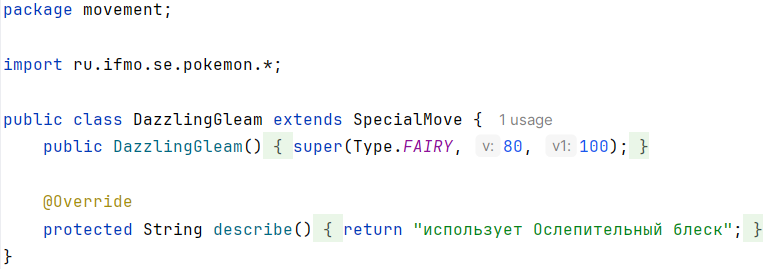 package movement;
import ru.ifmo.se.pokemon.*;
public class DazzlingGleam extends SpecialMove { 1 usage
public DazzlingGleam() { super(Type.FAIRY, v: 80, v1: 100); }
@Override
protected String describe() { return "использует Ослепительный блеск"; }
}